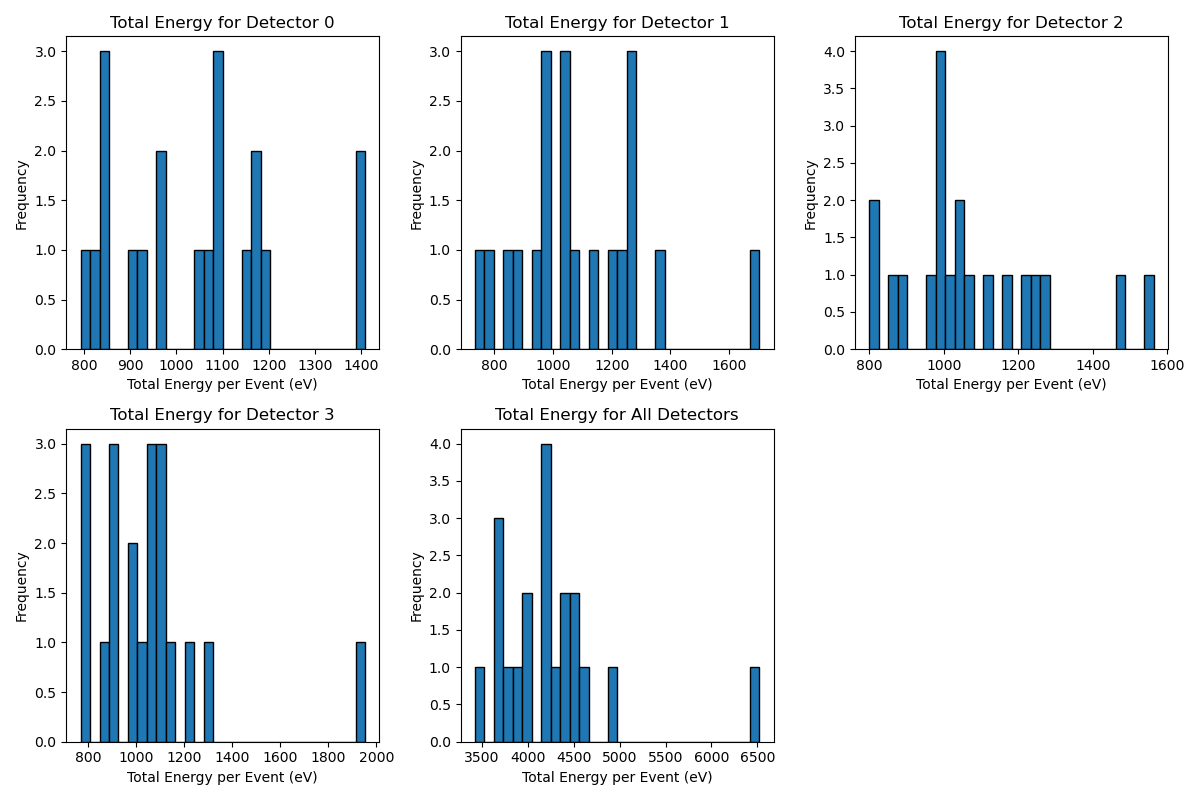 Total Energy for Detector 0
3.0
2.5
2.0
1.5
1.0
0.5
0.0
Frequency
800 900 1000 1100 1200 1300 1400
Total Energy per Event (eV)
Total Energy for Detector 1
3.0
2.5
2.0
1.5
1.0
0.5
0.0
Frequency
800 1000 1200 1400 1600
Total Energy per Event (eV)
Total Energy for Detector 2
4.0
3.5
3.0
2.5
2.0
1.5
1.0
0.5
0.0
Frequency
800 1000 1200 1400 1600
Total Energy per Event (eV)
Total Energy for Detector 3
3.0
2.5
2.0
1.5
1.0
0.5
0.0
Frequency
800 1000 1200 1400 1600 1800 2000
Total Energy per Event (eV)
Total Energy for All Detectors
4.0
3.5
3.0
2.5
2.0
1.5
1.0
0.5
0.0
Frequency
3500 4000 4500 5000 5500 6000 6500
Total Energy per Event (eV)